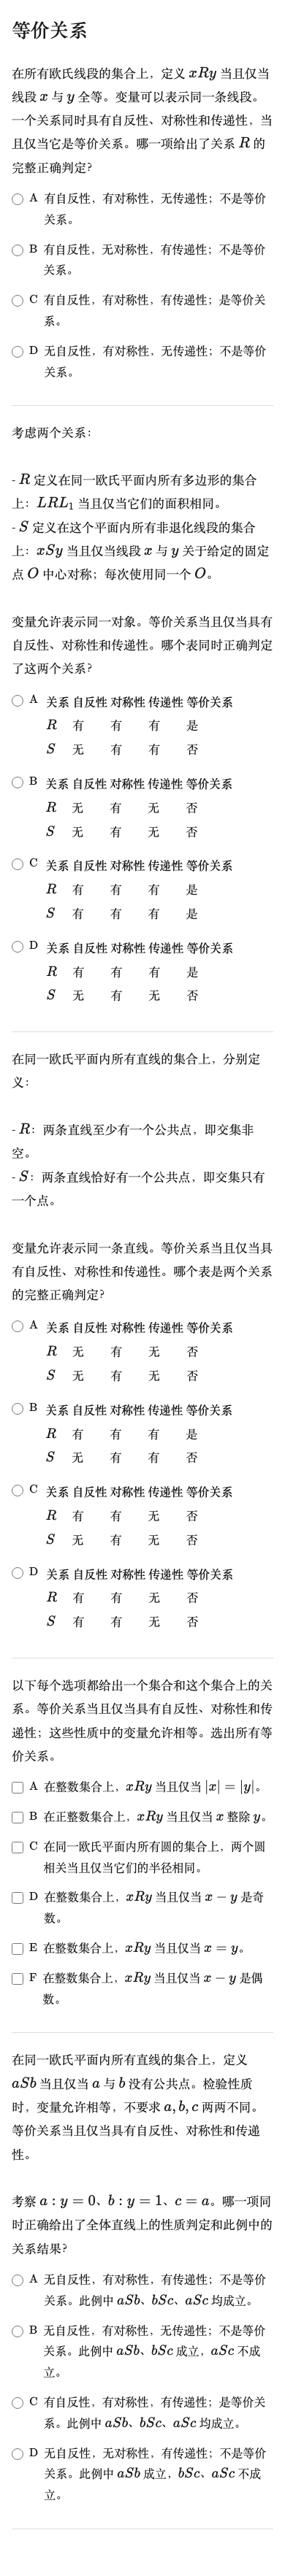 等价关系
在所有欧氏线段的集合上，定义 xRy 当且仅当
线段 x 与 y 全等。变量可以表示同一条线段。
一个关系同时具有自反性、对称性和传递性，当
且仅当它是等价关系。哪一项给出了关系 R 的
完整正确判定?
A 有自反性，有对称性，无传递性；不是等价
关系。
B 有自反性，无对称性，有传递性；不是等价
关系。
C 有自反性，有对称性，有传递性；是等价关
系。
D 无自反性，有对称性，无传递性；不是等价
关系。
考虑两个关系：
- R 定义在同一欧氏平面内所有多边形的集合
上：LRL₁ 当且仅当它们的面积相同。
- S 定义在这个平面内所有非退化线段的集合
上：xSy 当且仅当线段 x 与 y 关于给定的固定
点 O 中心对称；每次使用同一个 O。
变量允许表示同一对象。等价关系当且仅当具有
自反性、对称性和传递性。哪个表同时正确判定
了这两个关系?
A 关系 自反性 对称性 传递性 等价关系
R 有 有 有 是
S 无 有 有 否
B 关系 自反性 对称性 传递性 等价关系
R 无 有 无 否
S 无 有 无 否
C 关系 自反性 对称性 传递性 等价关系
R 有 有 有 是
S 有 有 有 是
D 关系 自反性 对称性 传递性 等价关系
R 有 有 有 是
S 无 有 无 否
在同一欧氏平面内所有直线的集合上，分别定
义：
- R：两条直线至少有一个公共点，即交集非
空。
- S：两条直线恰好有一个公共点，即交集只有
一个点。
变量允许表示同一条直线。等价关系当且仅当具
有自反性、对称性和传递性。哪个表是两个关系
的完整正确判定?
A 关系 自反性 对称性 传递性 等价关系
R 无 有 无 否
S 无 有 无 否
B 关系 自反性 对称性 传递性 等价关系
R 有 有 有 是
S 无 有 有 否
C 关系 自反性 对称性 传递性 等价关系
R 有 有 无 否
S 无 有 无 否
D 关系 自反性 对称性 传递性 等价关系
R 有 有 无 否
S 有 有 无 否
以下每个选项都给出一个集合和这个集合上的关
系。等价关系当且仅当具有自反性、对称性和传
递性；这些性质中的变量允许相等。选出所有等
价关系。
A 在整数集合上，xRy 当且仅当 |x| = |y|。
B 在正整数集合上，xRy 当且仅当 x 整除 y。
C 在同一欧氏平面内所有圆的集合上，两个圆
相关当且仅当它们的半径相同。
D 在整数集合上，xRy 当且仅当 x − y 是奇
数。
E 在整数集合上，xRy 当且仅当 x = y。
F 在整数集合上，xRy 当且仅当 x − y 是偶
数。
在同一欧氏平面内所有直线的集合上，定义
aSb 当且仅当 a 与 b 没有公共点。检验性质
时，变量允许相等，不要求 a, b, c 两两不同。
等价关系当且仅当具有自反性、对称性和传递
性。
考察 a : y = 0、b : y = 1、c = a。哪一项同
时正确给出了全体直线上的性质判定和此例中的
关系结果?
A 无自反性，有对称性，有传递性；不是等价
关系。此例中 aSb、bSc、aSc 均成立。
B 无自反性，有对称性，无传递性；不是等价
关系。此例中 aSb、bSc 成立，aSc 不成
立。
C 有自反性，有对称性，有传递性；是等价关
系。此例中 aSb、bSc、aSc 均成立。
D 无自反性，无对称性，有传递性；不是等价
关系。此例中 aSb 成立，bSc、aSc 不成
立。